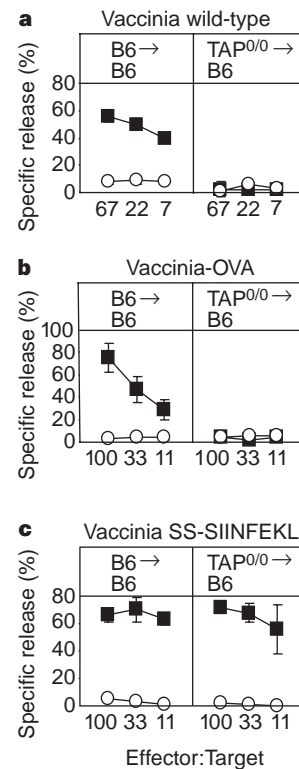 a Vaccinia wild-type
B6 → TAP0/0 →
B6 B6
Specific release (%)
80
60
40
20
0
67 22 7 67 22 7
b Vaccinia-OVA
B6 → TAP0/0 →
B6 B6
Specific release (%)
100
80
60
40
20
0
100 33 11 100 33 11
c Vaccinia SS-SIINFEKL
B6 → TAP0/0 →
B6 B6
Specific release (%)
80
60
40
20
0
100 33 11 100 33 11
Effector:Target